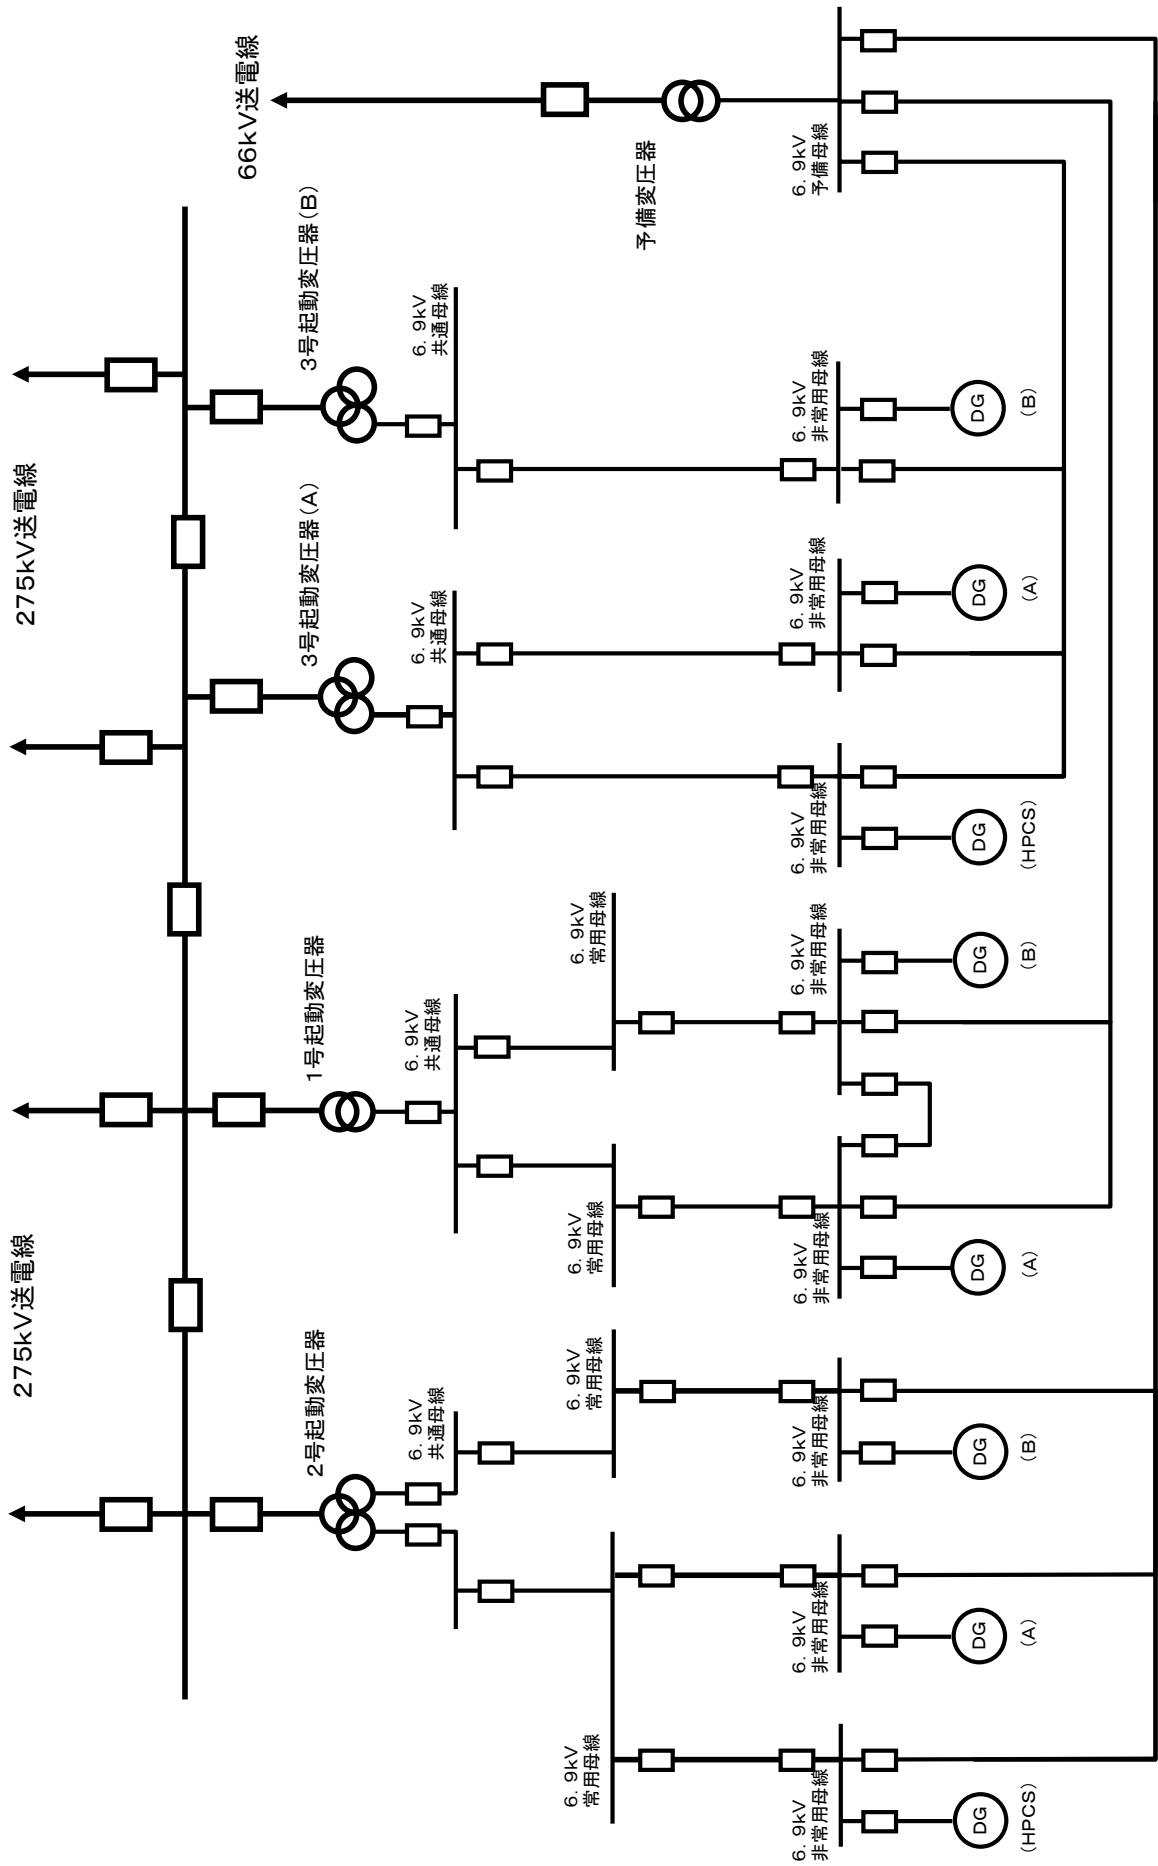 275kV送電線
275kV送電線
66kV送電線
2号起動変圧器
1号起動変圧器
3号起動変圧器(A)
3号起動変圧器(B)
6.9kV
共通母線
6.9kV
共通母線
6.9kV
共通母線
6.9kV
共通母線
6.9kV
常用母線
6.9kV
常用母線
6.9kV
常用母線
6.9kV
常用母線
予備変圧器
6.9kV
非常用母線
6.9kV
非常用母線
6.9kV
非常用母線
6.9kV
非常用母線
6.9kV
非常用母線
6.9kV
非常用母線
6.9kV
非常用母線
6.9kV
非常用母線
6.9kV
予備母線
DG
(HPCS)
DG
(A)
DG
(B)
DG
(A)
DG
(B)
DG
(HPCS)
DG
(A)
DG
(B)